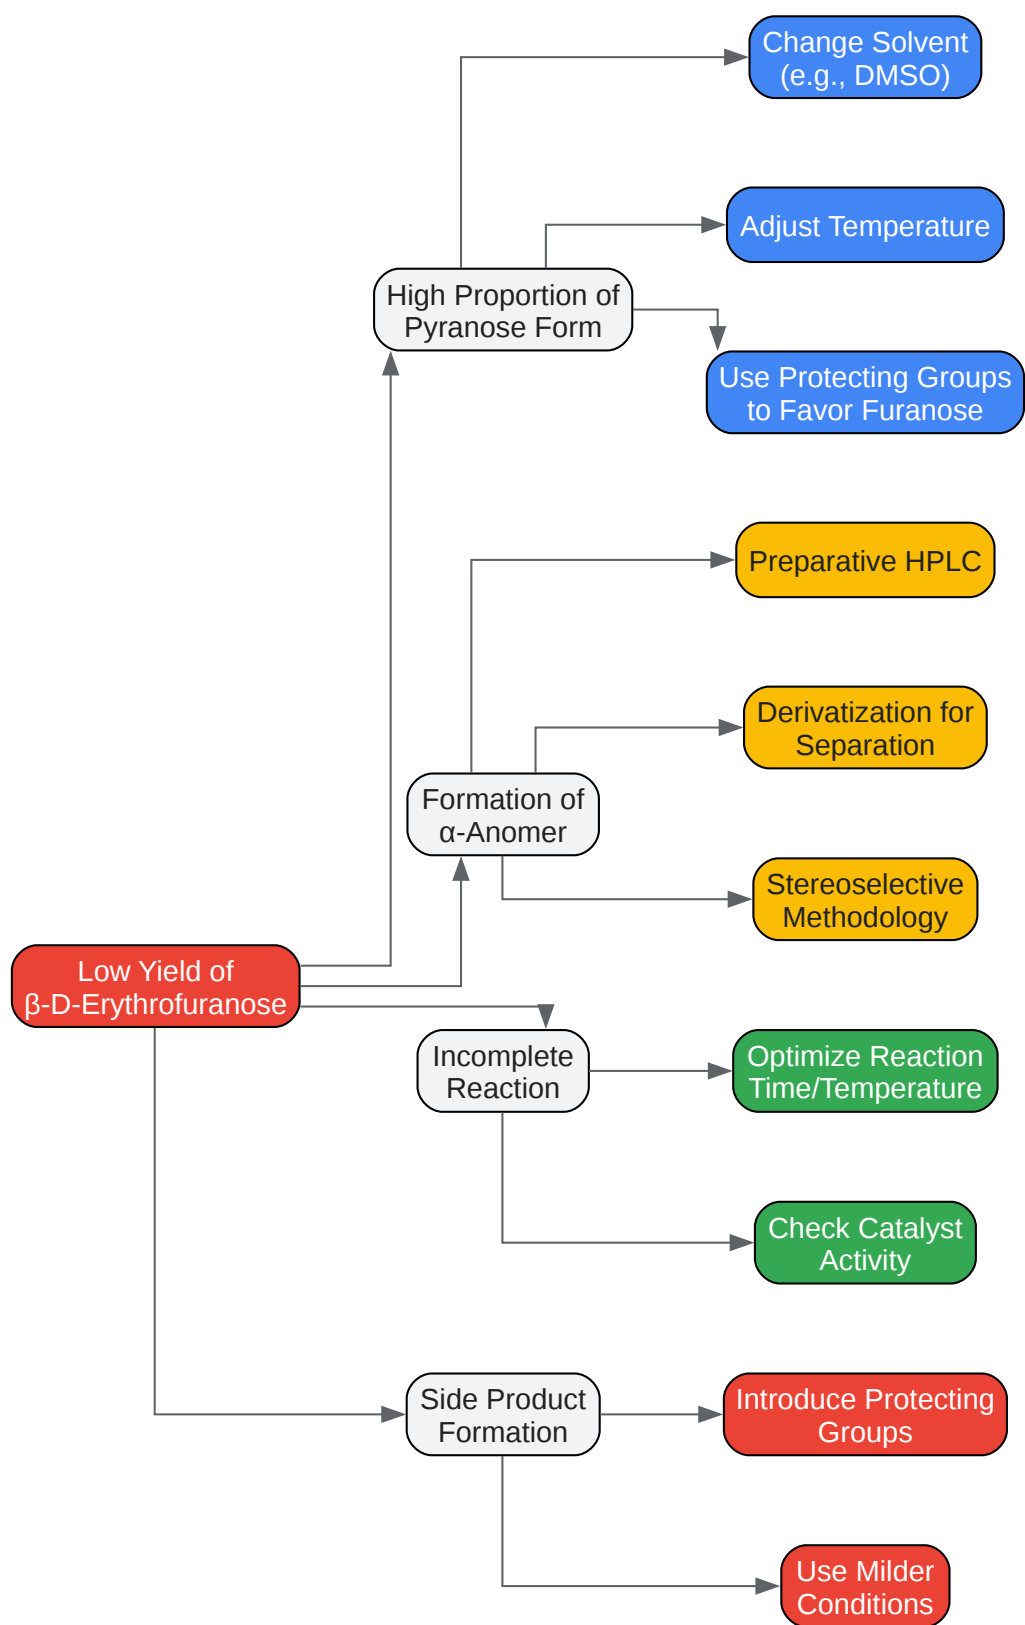 Change Solvent
(e.g., DMSO)
Adjust Temperature
High Proportion of
Pyranose Form
Use Protecting Groups
to Favor Furanose
Preparative HPLC
Derivatization for
Separation
Formation of
α-Anomer
Stereoselective
Methodology
Low Yield of
β-D-Erythrofuranose
Incomplete
Reaction
Optimize Reaction
Time/Temperature
Check Catalyst
Activity
Side Product
Formation
Introduce Protecting
Groups
Use Milder
Conditions